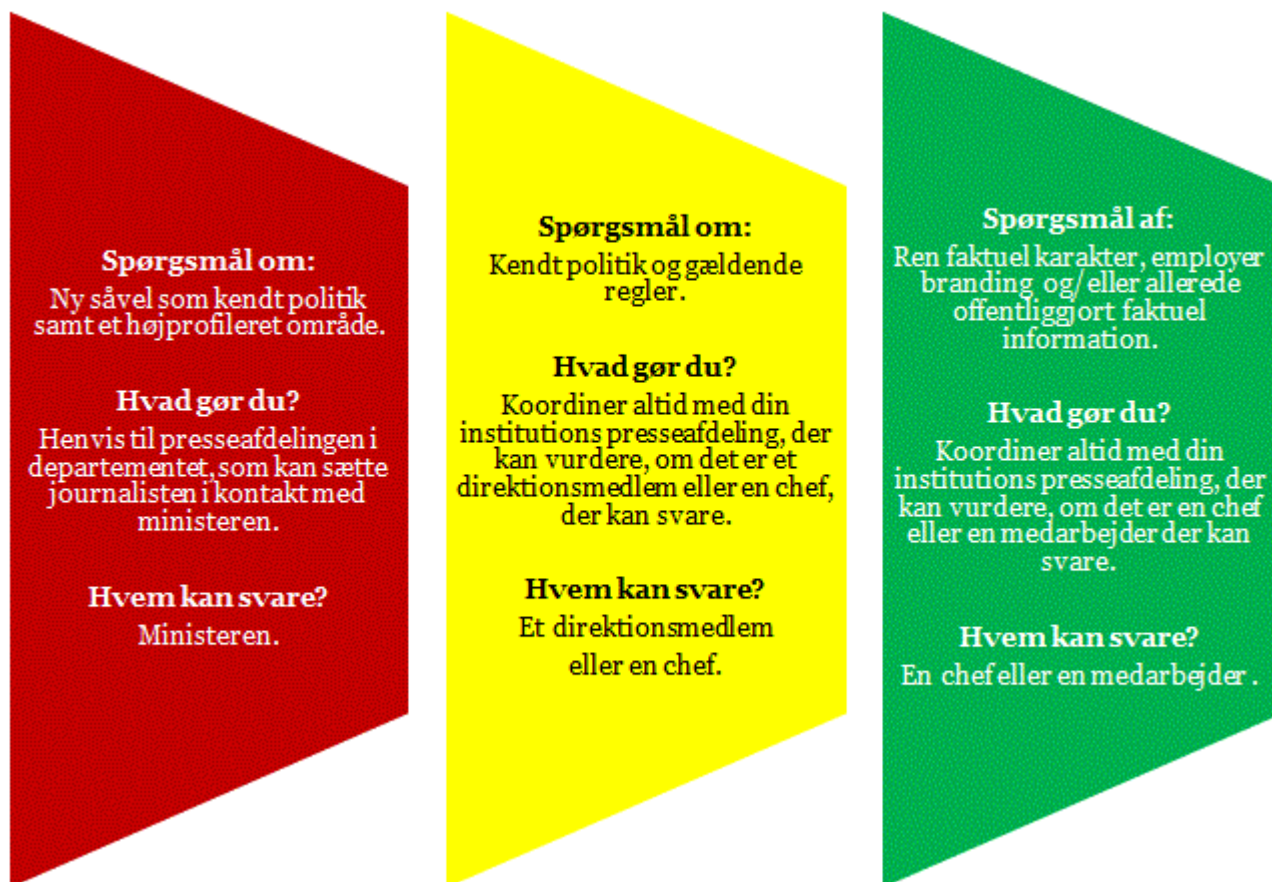 Spørgsmål om:
Ny såvel som kendt politik
samt et højprofileret område.
Hvad gør du?
Henvis til presseafdelingen i
departementet, som kan sætte
journalisten i kontakt med
ministeren.
Hvem kan svare?
Ministeren.
Spørgsmål om:
Kendt politik og gældende
regler.
Hvad gør du?
Koordiner altid med din
institutions presseafdeling, der
kan vurdere, om det er et
direktionsmedlem eller en chef,
der kan svare.
Hvem kan svare?
Et direktionsmedlem
eller en chef.
Spørgsmål af:
Ren faktuel karakter, employer
branding og/eller allerede
offentliggjort faktuel
information.
Hvad gør du?
Koordiner altid med din
institutions presseafdeling, der
kan vurdere, om det er en chef
eller en medarbejder der kan
svare.
Hvem kan svare?
En chef eller en medarbejder .